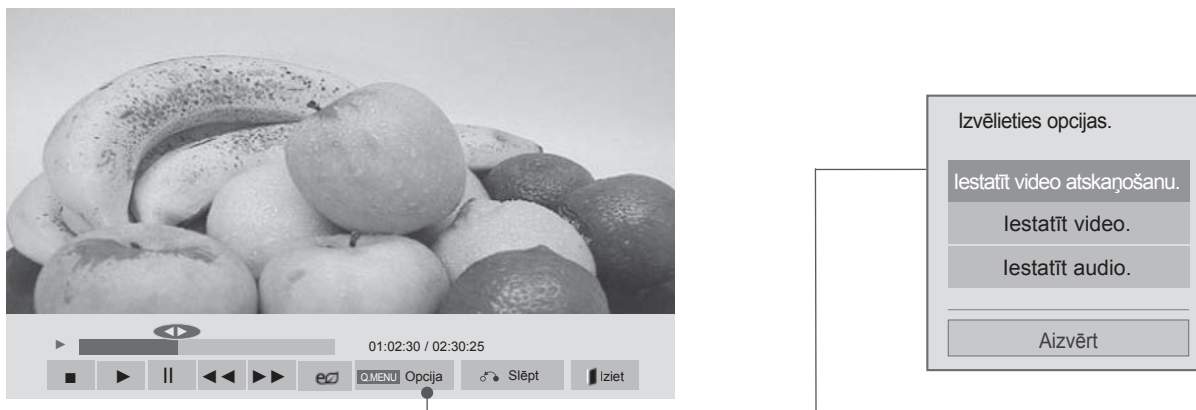 01:02:30 / 02:30:25
Q.MENU Opcija
Slēpt
Iziet
Izvēlieties opcijas.
Iestatīt video atskaņošanu.
Iestatīt video.
Iestatīt audio.
Aizvērt